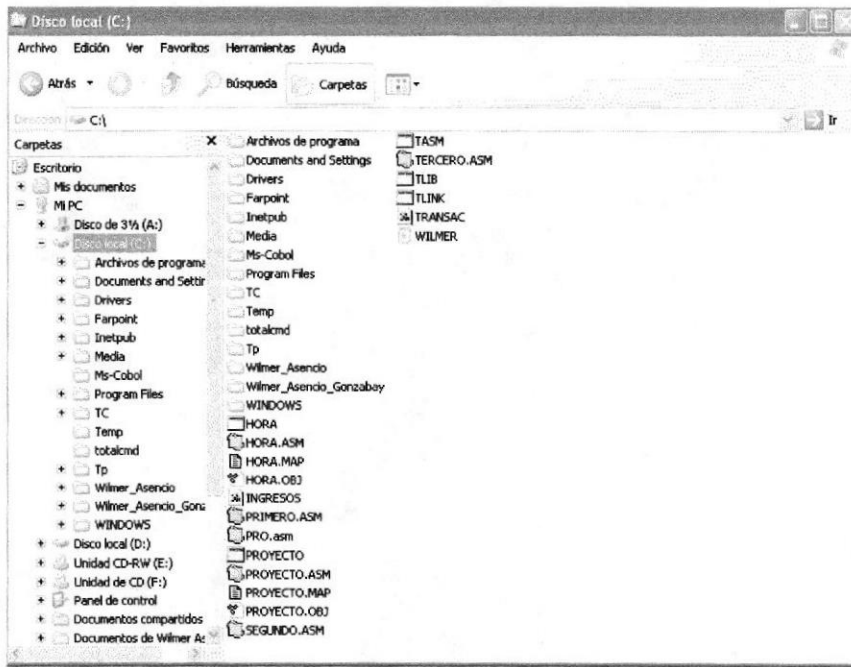 Disco local (C:)
Archivo Edición Ver Favoritos Herramientas Ayuda
Atrás Búsqueda Carpetas
Dirección C:\ Ir
Carpetas
Escritorio
Mis documentos
Mi PC
Disco de 3½ (A:)
Disco local (C:)
Archivos de programa
Documents and Settir
Drivers
Farpoint
Inetpub
Media
Ms-Cobol
Program Files
TC
Temp
totalcmd
Tp
Wilmer_Asencio
Wilmer_Asencio_Gonz
WINDOWS
Disco local (D:)
Unidad CD-RW (E:)
Unidad de CD (F:)
Panel de control
Documentos compartidos
Documentos de Wilmer As
Archivos de programa
Documents and Settings
Drivers
Farpoint
Inetpub
Media
Ms-Cobol
Program Files
TC
Temp
totalcmd
Tp
Wilmer_Asencio
Wilmer_Asencio_Gonzabay
WINDOWS
HORA
HORA.ASM
HORA.MAP
HORA.OBJ
INGRESOS
PRIMERO.ASM
PRO.asm
PROYECTO
PROYECTO.ASM
PROYECTO.MAP
PROYECTO.OBJ
SEGUNDO.ASM
TASM
TERCERO.ASM
TLIB
TLINK
TRANSAC
WILMER